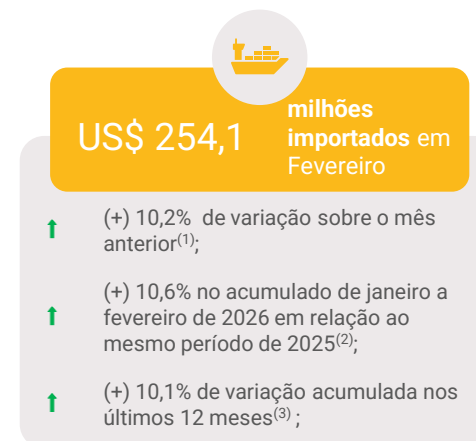 US$ 254,1
milhões
importados em
Fevereiro
(+) 10,2% de variação sobre o mês
anterior(1);
(+) 10,6% no acumulado de janeiro a
fevereiro de 2026 em relação ao
mesmo período de 2025(2);
(+) 10,1% de variação acumulada nos
últimos 12 meses(3) ;